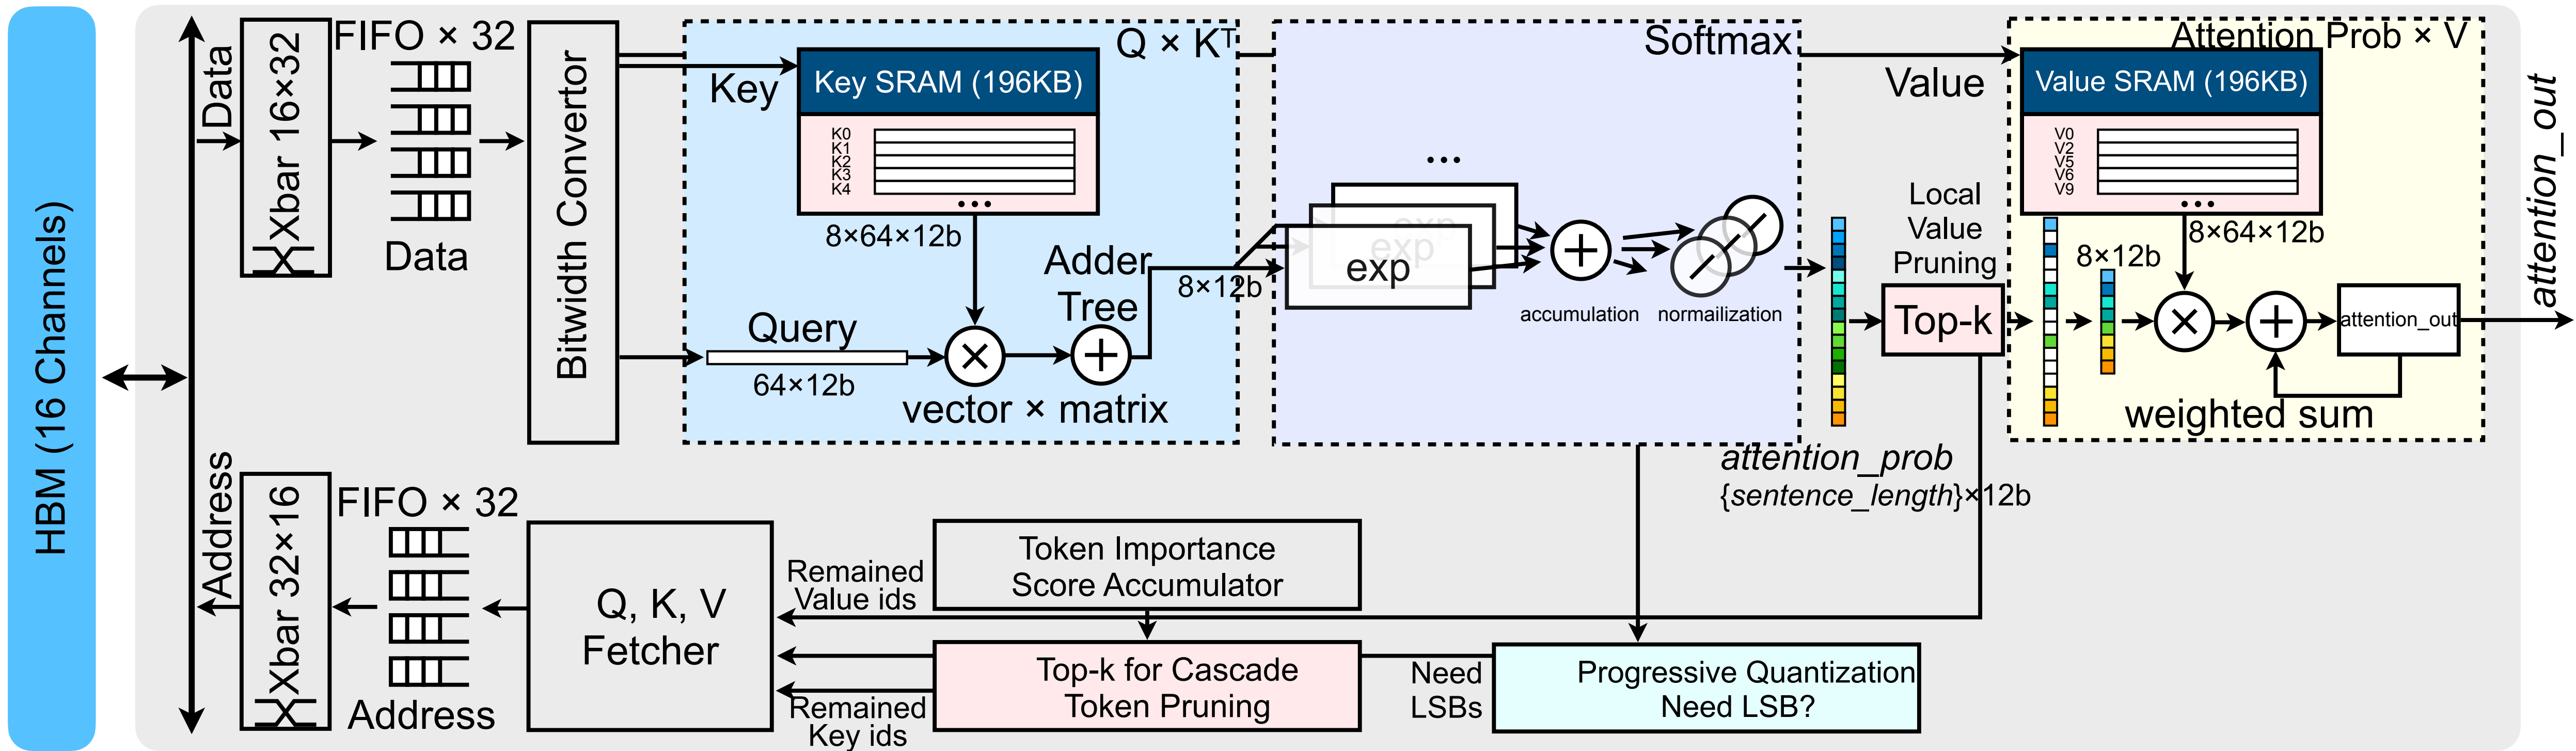 HBM (16 Channels)
Data
Xbar 16×32
FIFO × 32
Data
Bitwidth Convertor
Q × Kᵀ
Key
Key SRAM (196KB)
K0
K1
K2
K3
K4
...
8×64×12b
Query
64×12b
Adder
Tree
vector × matrix
8×12b
Softmax
...
exp
exp
exp
accumulation
normailization
attention_prob
{sentence_length}×12b
Value
Local
Value
Pruning
Top-k
Attention Prob × V
Value SRAM (196KB)
V0
V2
V5
V6
V9
...
8×64×12b
8×12b
attention_out
weighted sum
attention_out
Address
Xbar 32×16
FIFO × 32
Address
Q, K, V
Fetcher
Remained
Value ids
Remained
Key ids
Token Importance
Score Accumulator
Top-k for Cascade
Token Pruning
Need
LSBs
Progressive Quantization
Need LSB?